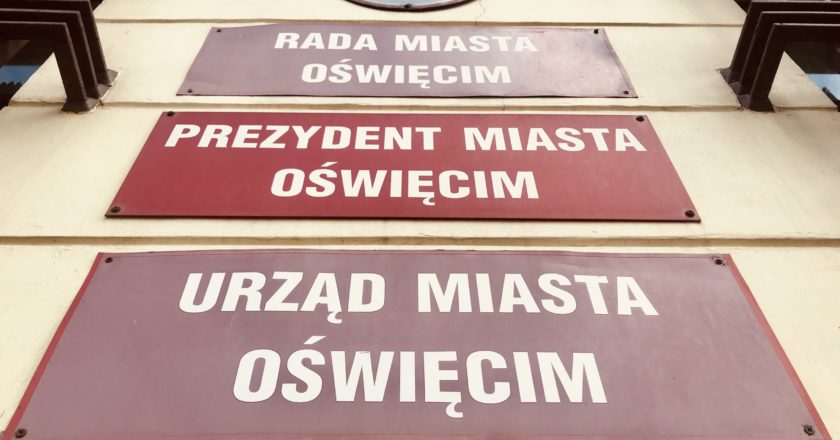 RADA MIASTA
OŚWIĘCIM
PREZYDENT MIASTA
OŚWIĘCIM
URZĄD MIASTA
OŚWIĘCIM